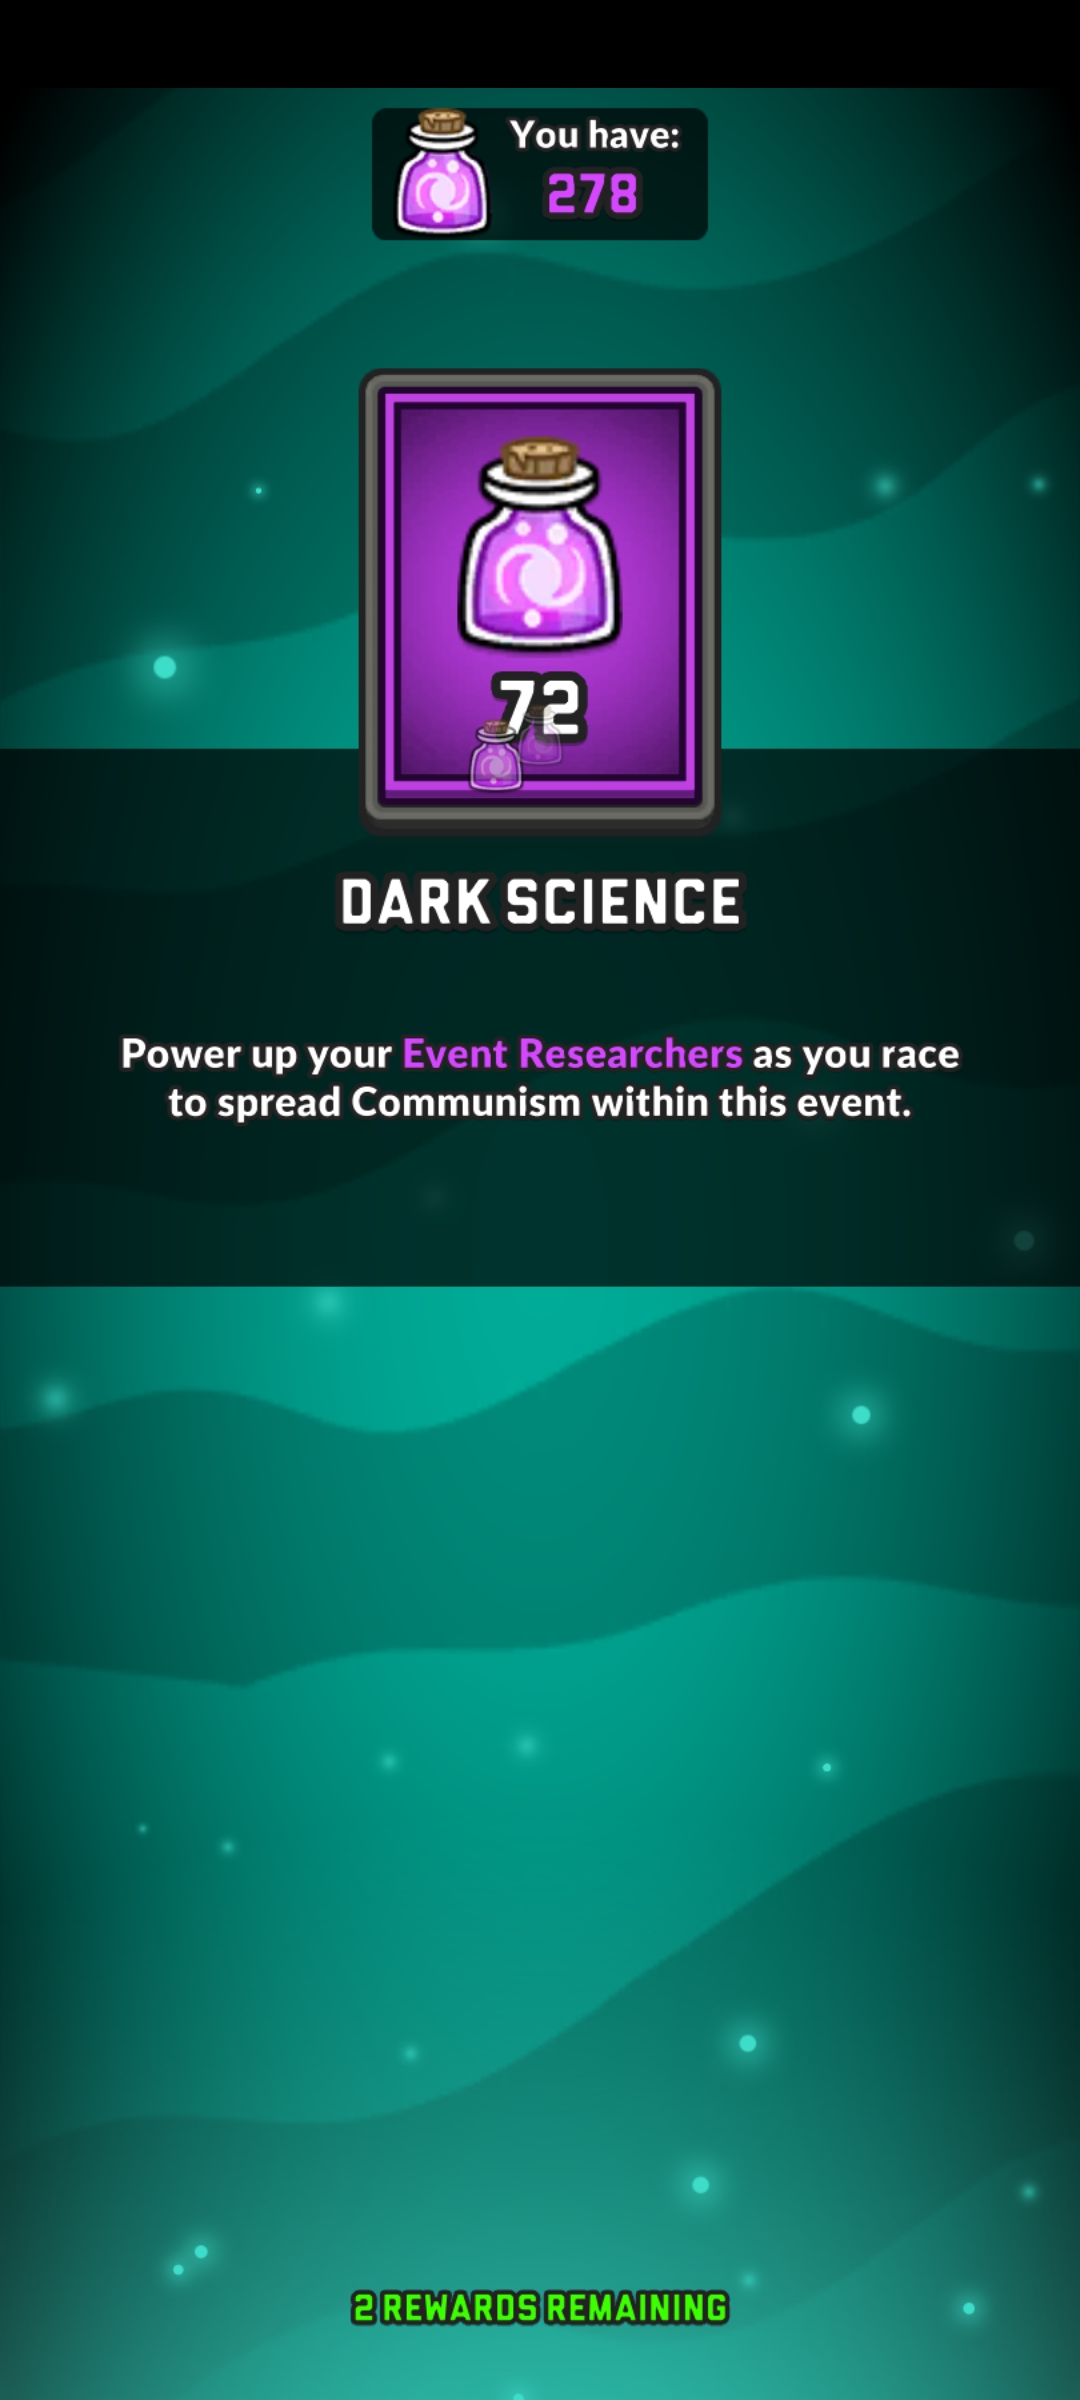 You have:
278
72
DARK SCIENCE
Power up your Event Researchers as you race
to spread Communism within this event.
2 REWARDS REMAINING